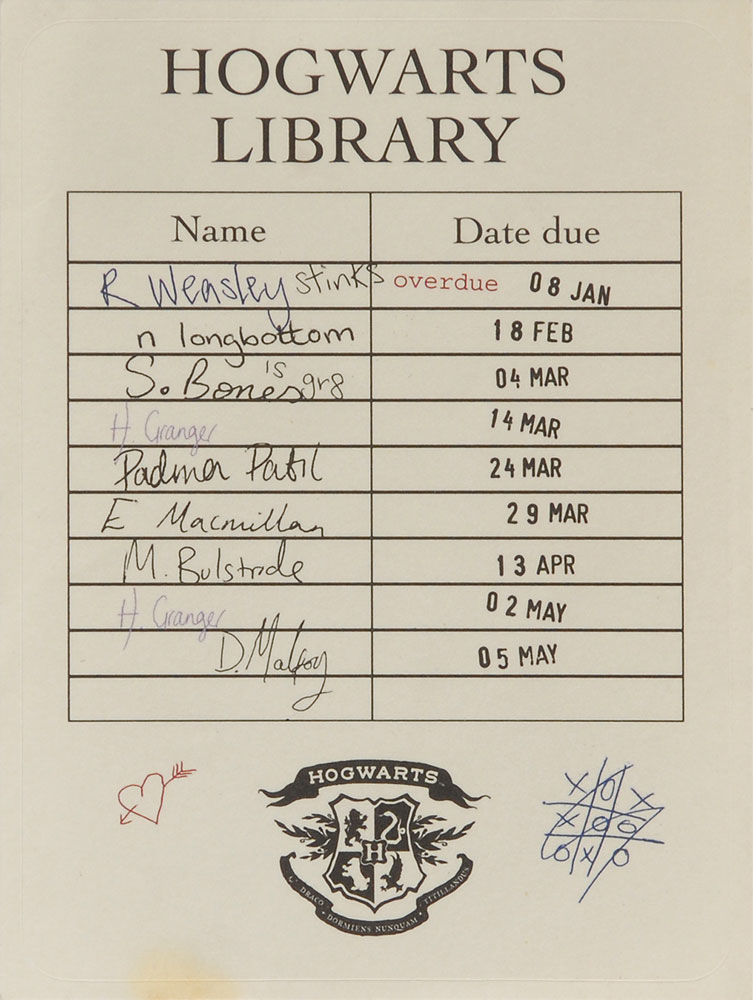 HOGWARTS
LIBRARY
Name Date due
R Weasley stinks overdue 08 JAN
n longbottom 18 FEB
S. Bones is gr8 04 MAR
H. Granger 14 MAR
Padma Patil 24 MAR
E Macmillan 29 MAR
M. Bulstrode 13 APR
H. Granger 02 MAY
D. Malfoy 05 MAY
HOGWARTS
X O X
X O O
O X O
H
DRACO DORMIENS NUNQUAM TITILLANDUS